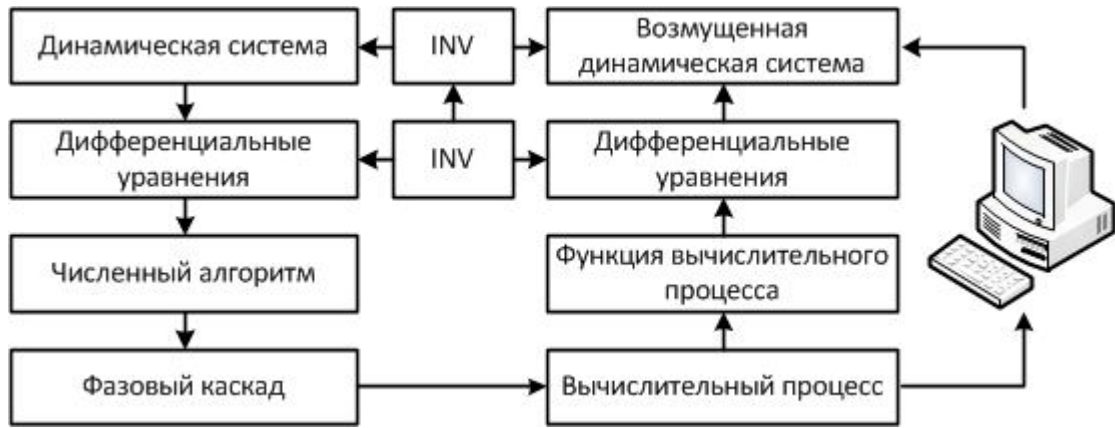 Динамическая система
INV
Возмущенная
динамическая система
Дифференциальные
уравнения
INV
Дифференциальные
уравнения
Численный алгоритм
Функция вычислительного
процесса
Фазовый каскад
Вычислительный процесс